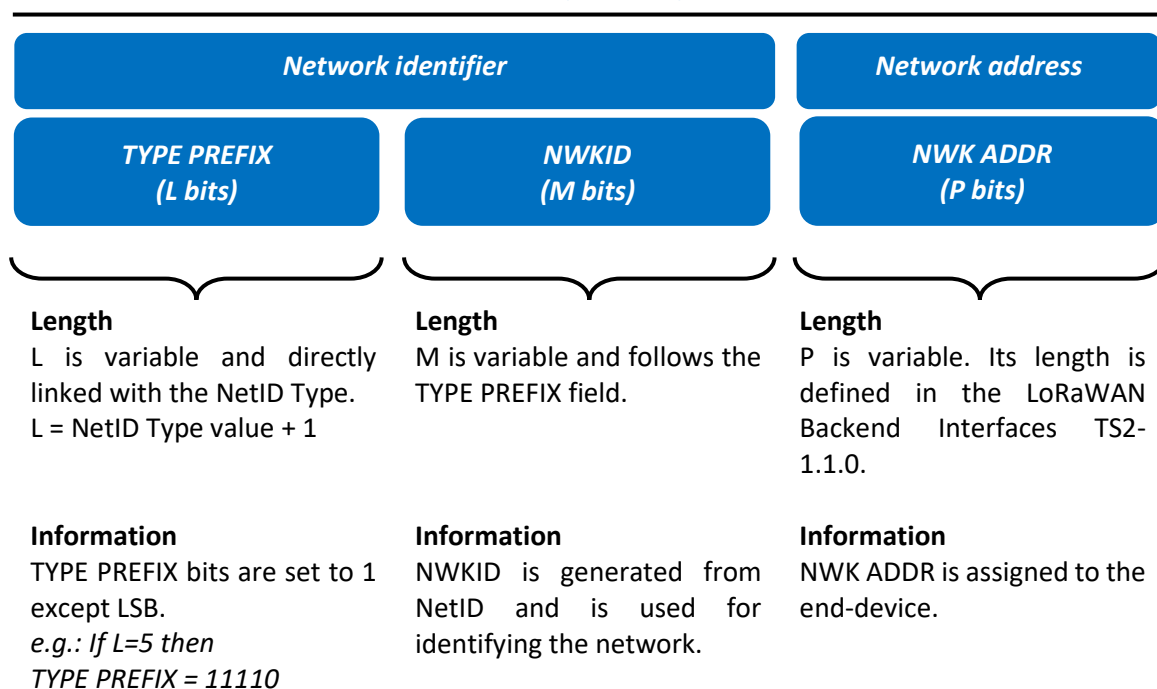 Network identifier
Network address
TYPE PREFIX
(L bits)
NWKID
(M bits)
NWK ADDR
(P bits)
Length
L is variable and directly
linked with the NetID Type.
L = NetID Type value + 1
Information
TYPE PREFIX bits are set to 1
except LSB.
e.g.: If L=5 then
TYPE PREFIX = 11110
Length
M is variable and follows the
TYPE PREFIX field.
Information
NWKID is generated from
NetID and is used for
identifying the network.
Length
P is variable. Its length is
defined in the LoRaWAN
Backend Interfaces TS2-
1.1.0.
Information
NWK ADDR is assigned to the
end-device.